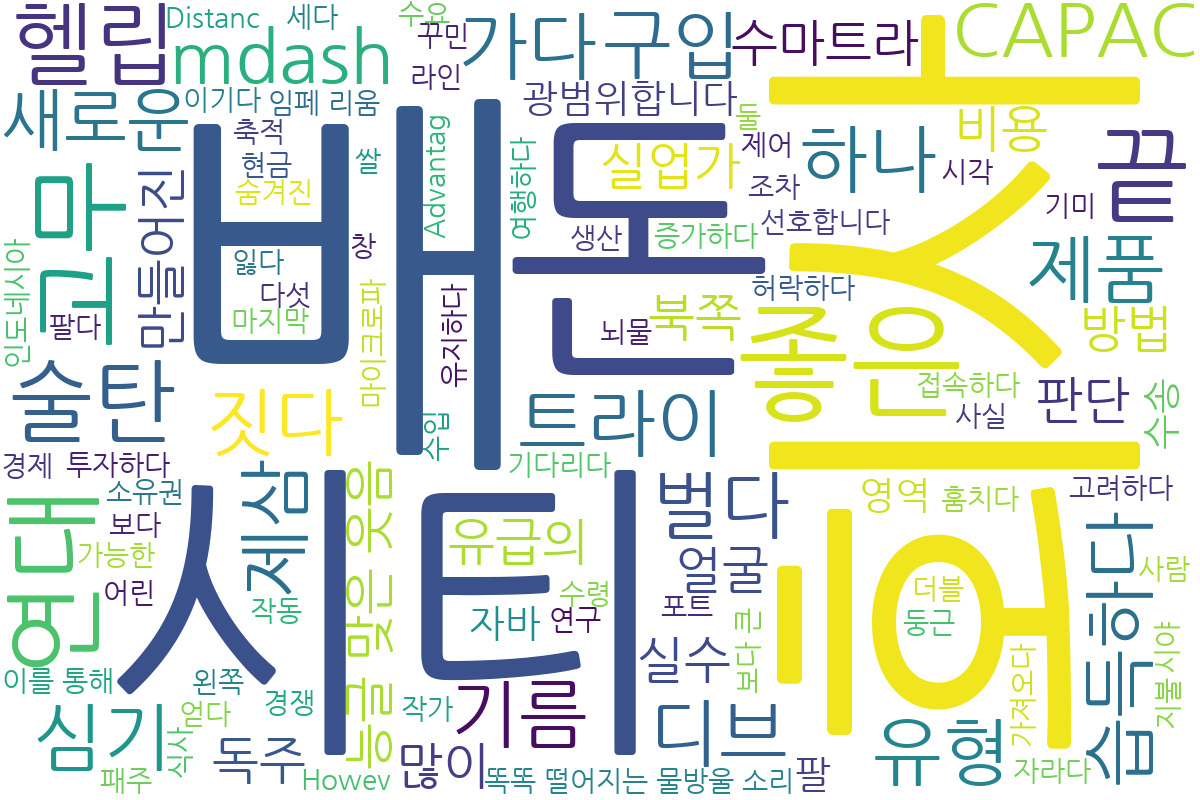 헬립
Distanc
세다
수요
mdash
꾸민
라인
가다
구입
수마트라
CAPAC
새로운
이기다
임페 리움
광범위합니다
둘
비용
축적
현금
숨겨진
쌀
Advantag
여행하다
실업가
제어
조차
하나
시각
끝
고마
만들어진
배돈
선호합니다
기미
생산
증가하다
잃다
창
다섯
마지막
인도네시아
팔다
마이크로파
유지하다
뇌물
북쪽
허락하다
좋은
제품
방법
술탄
짓다
수입
트라이
접속하다
사실
판단
수송
경제
투자하다
기다리다
소유권
보다
가능한
어린
연대
제삼
시티
능글 맞은 웃음
유급의
벌다
얼굴
영역
훔치다
고려하다
사람
습득하다
작동
자바
수령
연구
포트
더블
둥근
이를 통해
왼쪽
경쟁
실수
보다 큰
가져오다
지불 시야
심기
얻다
식사
패주
독주
작가
기름
많이
디브
팔
유형
자라다
Howev
똑똑 떨어지는 물방울 소리